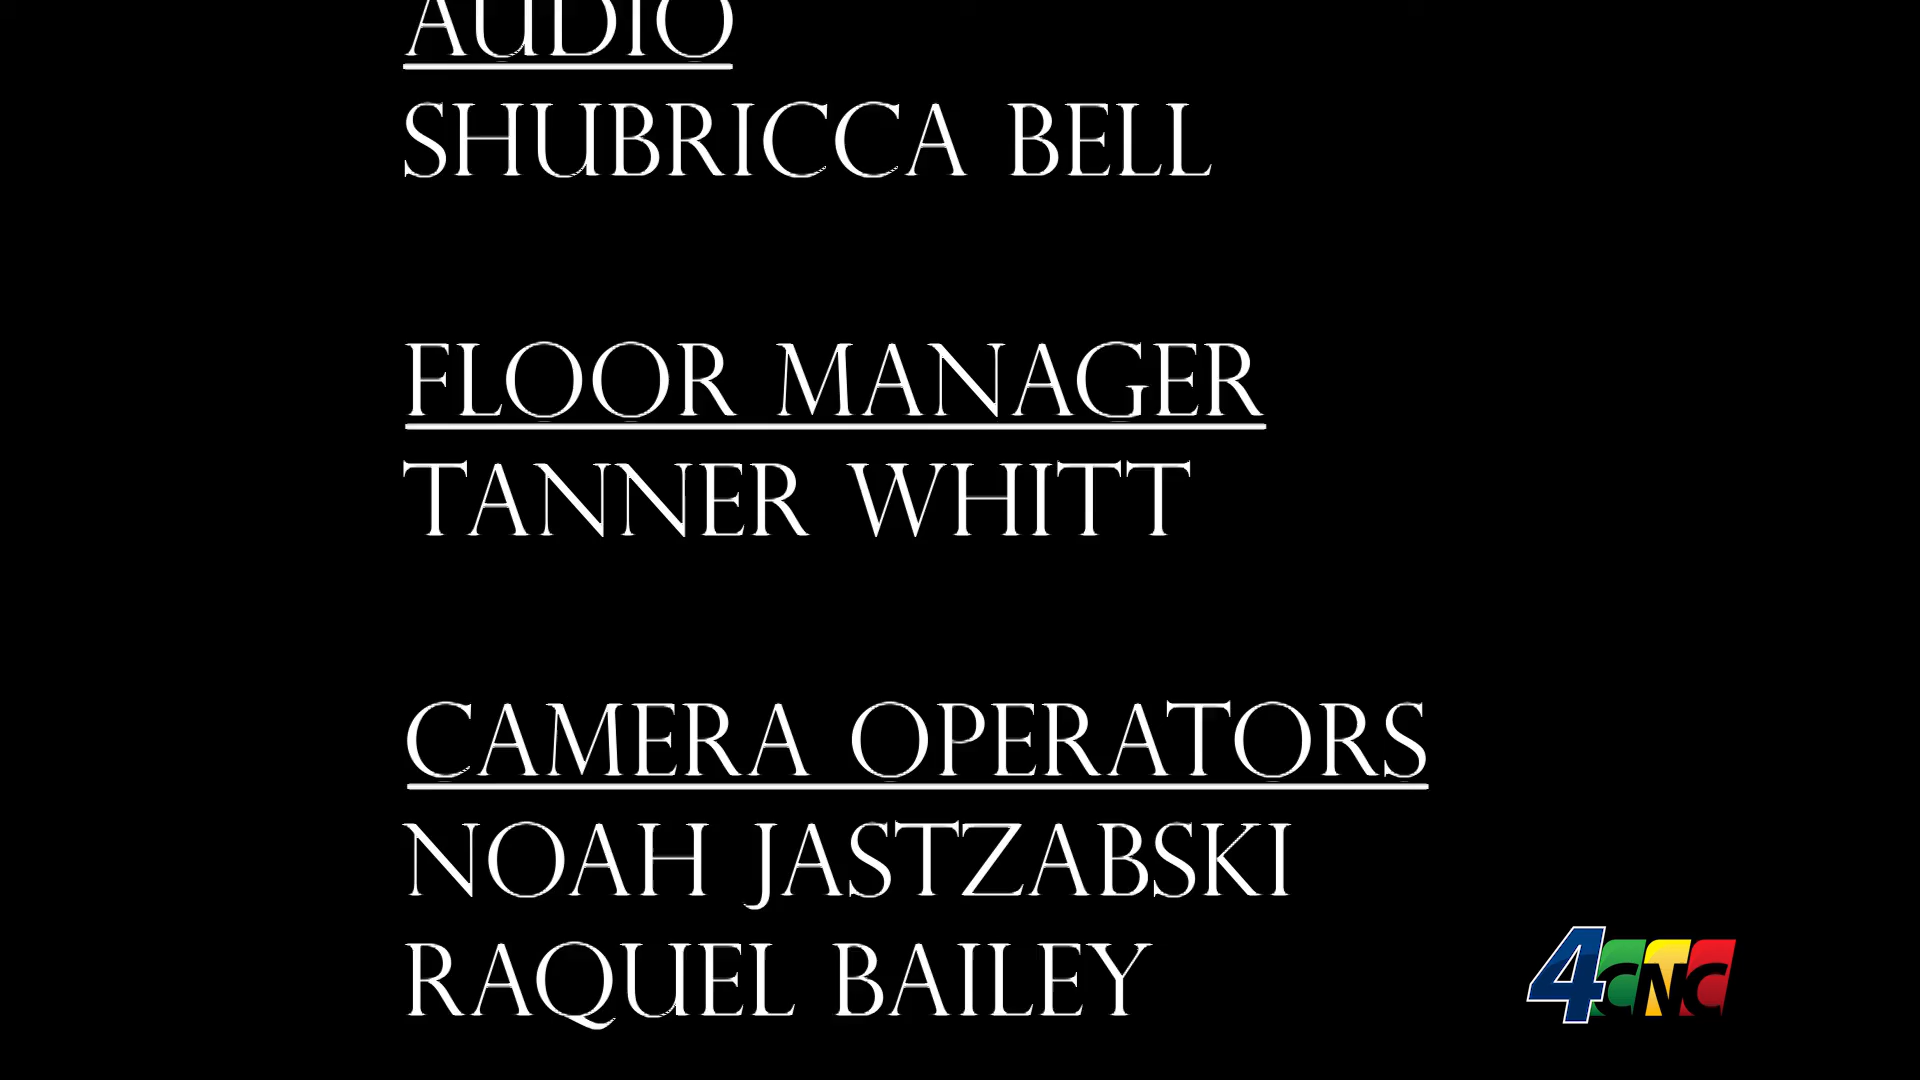 AUDIO
SHUBRICCA BELL
FLOOR MANAGER
TANNER WHITT
CAMERA OPERATORS
NOAH JASTZABSKI
RAQUEL BAILEY
4CNC